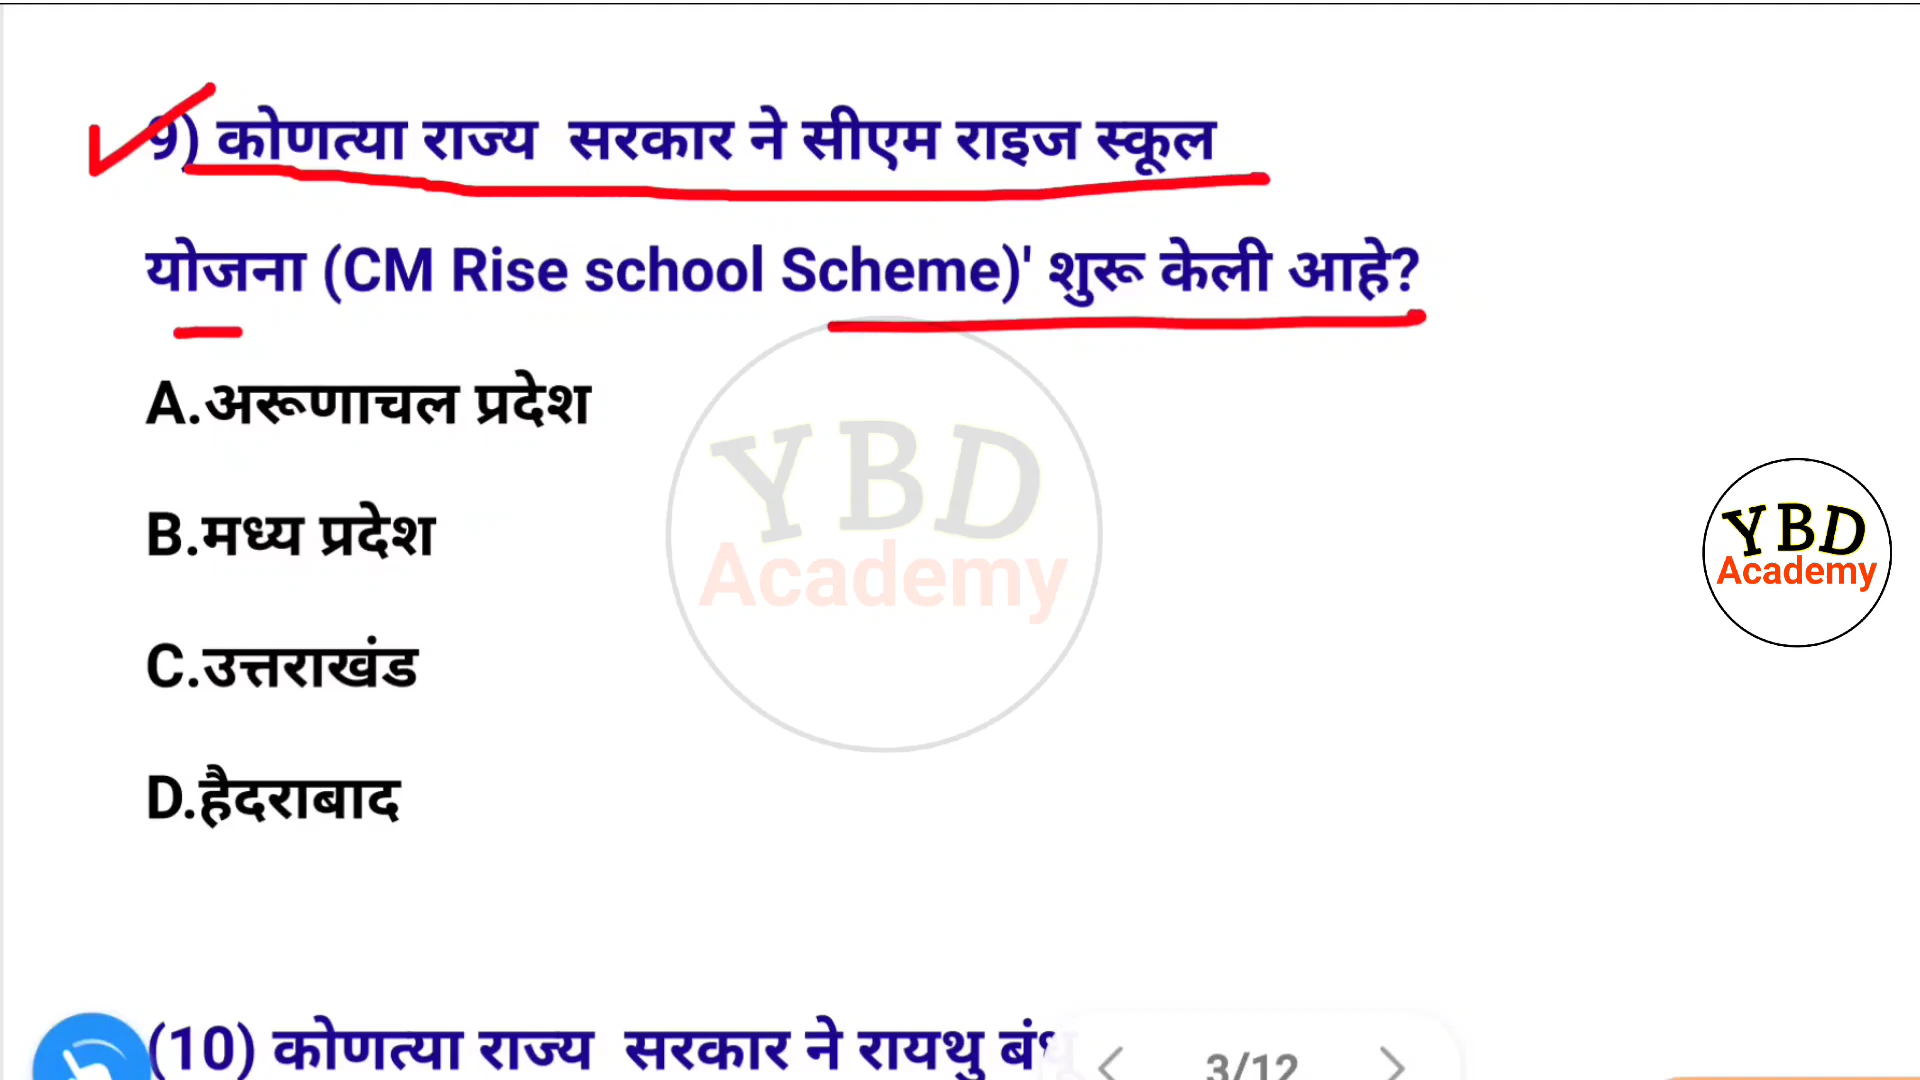 9) कोणत्या राज्य सरकार ने सीएम राइज स्कूल
योजना (CM Rise school Scheme)' शुरू केली आहे?
A.अरूणाचल प्रदेश
B.मध्य प्रदेश
C.उत्तराखंड
D.हैदराबाद
YBD
Academy
YBD
Academy
(10) कोणत्या राज्य सरकार ने रायथु
3/12